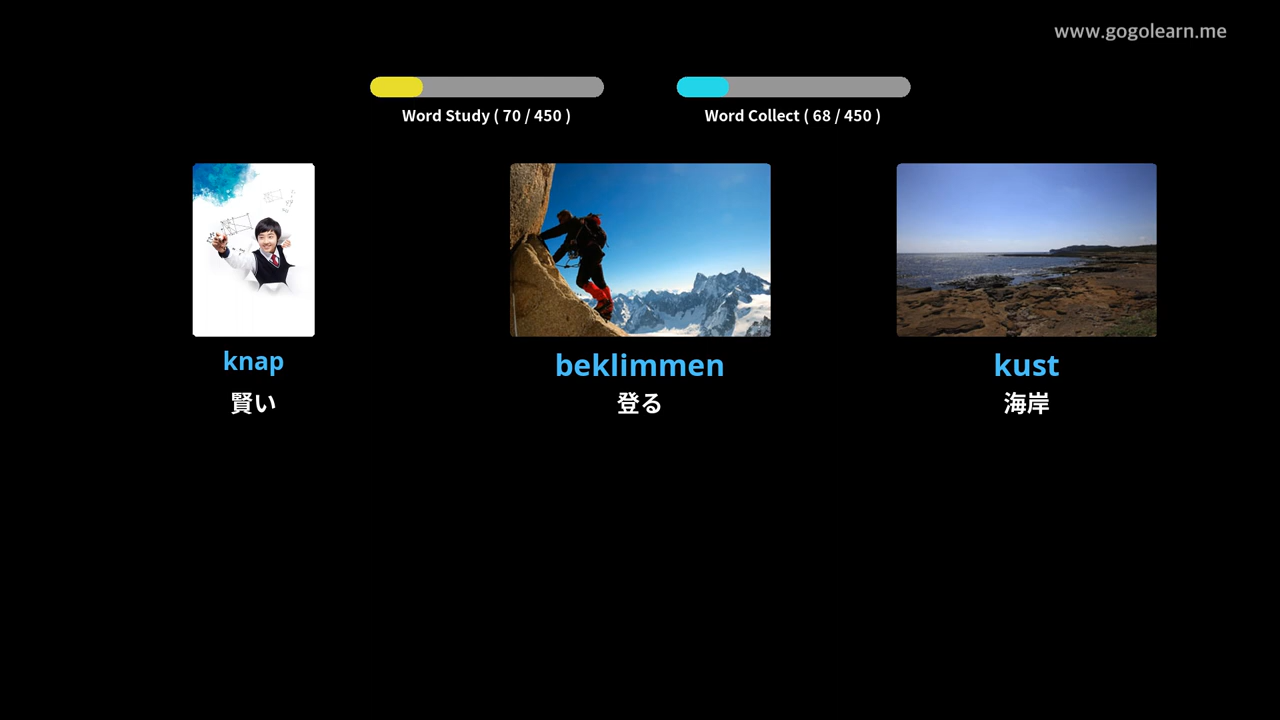 www.gogolearn.me
Word Study ( 70 / 450 )
Word Collect ( 68 / 450 )
knap
賢い
beklimmen
登る
kust
海岸